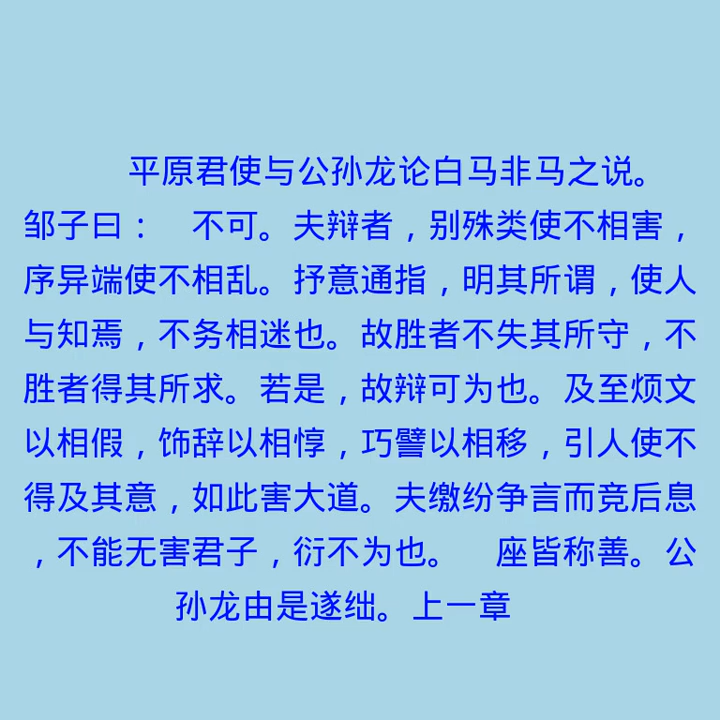 平原君使与公孙龙论白马非马之说。
邹子曰： 不可。夫辩者，别殊类使不相害，
序异端使不相乱。抒意通指，明其所谓，使人
与知焉，不务相迷也。故胜者不失其所守，不
胜者得其所求。若是，故辩可为也。及至烦文
以相假，饰辞以相惇，巧譬以相移，引人使不
得及其意，如此害大道。夫缴纷争言而竞后息
，不能无害君子，衍不为也。 座皆称善。公
孙龙由是遂绌。上一章